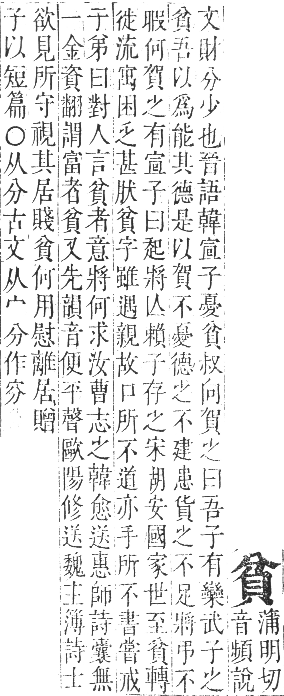 貧
蒲明切
音頻說
文財分少也晉語韓宣子憂貧叔向賀之曰吾子有欒武子之
貧吾以爲能其德是以賀不憂德之不建患貨之不足將弔不
暇何賀之有宣子曰起將亾賴子存之宋胡安國家世至貧轉
徙流寓困乏甚肰貧字雖遇親故口所不道亦手所不書嘗戒
子弟曰對人言貧者意將何求汝曹志之韓愈送惠師詩囊無
一金資翻謂富者貧又先韻音便平聲歐陽修送魏主簿詩士
欲見所守視其居賤貧何用慰離居贈
子以短篇〇从分古文从宀分作